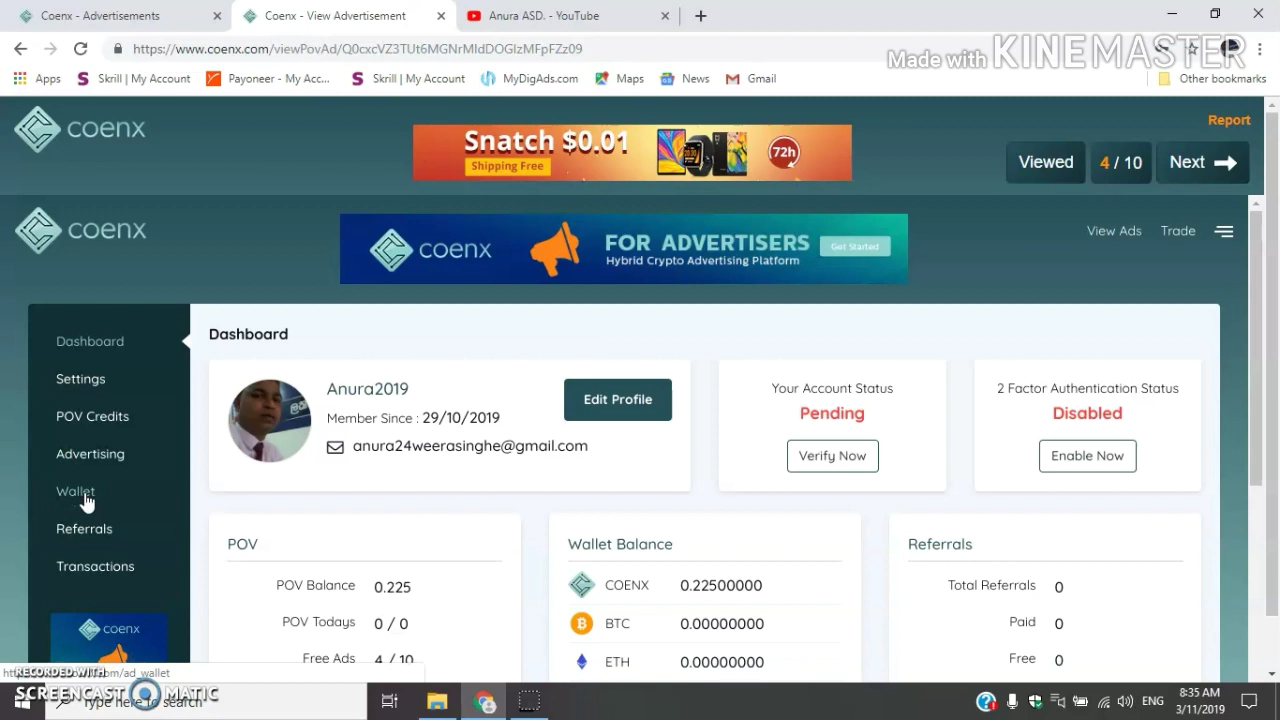 Coenx - Advertisements
Coenx - View Advertisement
Anura ASD. - YouTube
https://www.coenx.com/viewPovAd/Q0cxcVZ3TUt6MGNrMldDOGIzMFpFZz09
Made with KINEMASTER
Apps
Skrill | My Account
Payoneer - My Acc...
Skrill | My Account
MyDigAds.com
Maps
News
Gmail
Other bookmarks
coenx
Snatch $0.01
Shipping Free
72h
Report
Viewed
4 / 10
Next
coenx
coenx
FOR ADVERTISERS
Hybrid Crypto Advertising Platform
Get Started
View Ads
Trade
Dashboard
Settings
POV Credits
Advertising
Wallet
Referrals
Transactions
coenx
Dashboard
Anura2019
Member Since : 29/10/2019
anura24weerasinghe@gmail.com
Edit Profile
Your Account Status
Pending
Verify Now
2 Factor Authentication Status
Disabled
Enable Now
POV
POV Balance 0.225
POV Todays 0 / 0
Free Ads 4 / 10
Wallet Balance
COENX 0.22500000
BTC 0.00000000
ETH 0.00000000
Referrals
Total Referrals 0
Paid 0
Free 0
.com/ad_wallet
RECORDED WITH
SCREENCAST MATIC
Type here to search
ENG
8:35 AM
3/11/2019